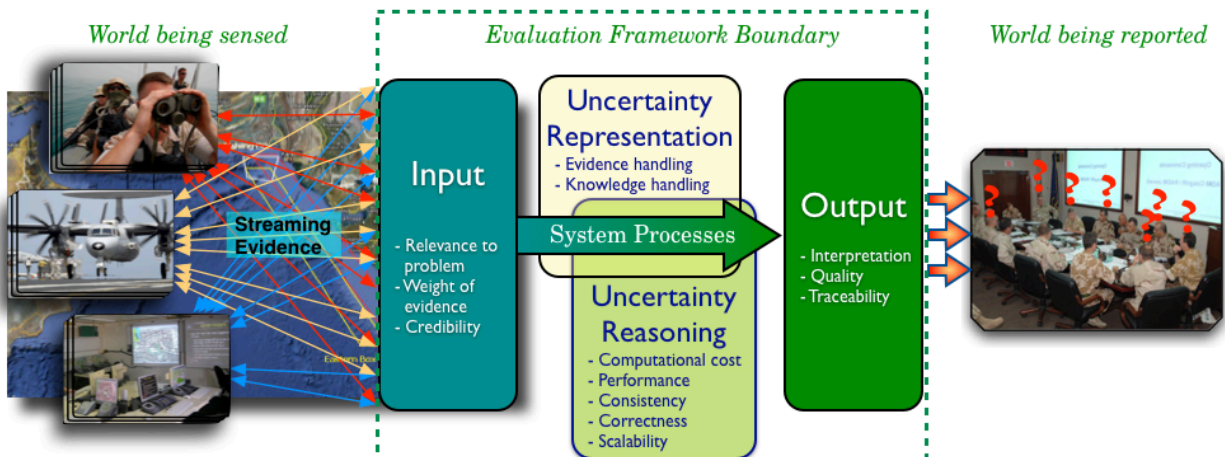 World being sensed
Evaluation Framework Boundary
World being reported
Streaming
Evidence
Eastern Box
Input
- Relevance to
problem
- Weight of
evidence
- Credibility
Uncertainty
Representation
- Evidence handling
- Knowledge handling
System Processes
Uncertainty
Reasoning
- Computational cost
- Performance
- Consistency
- Correctness
- Scalability
Output
- Interpretation
- Quality
- Traceability
? ? ? ? ? ? ?